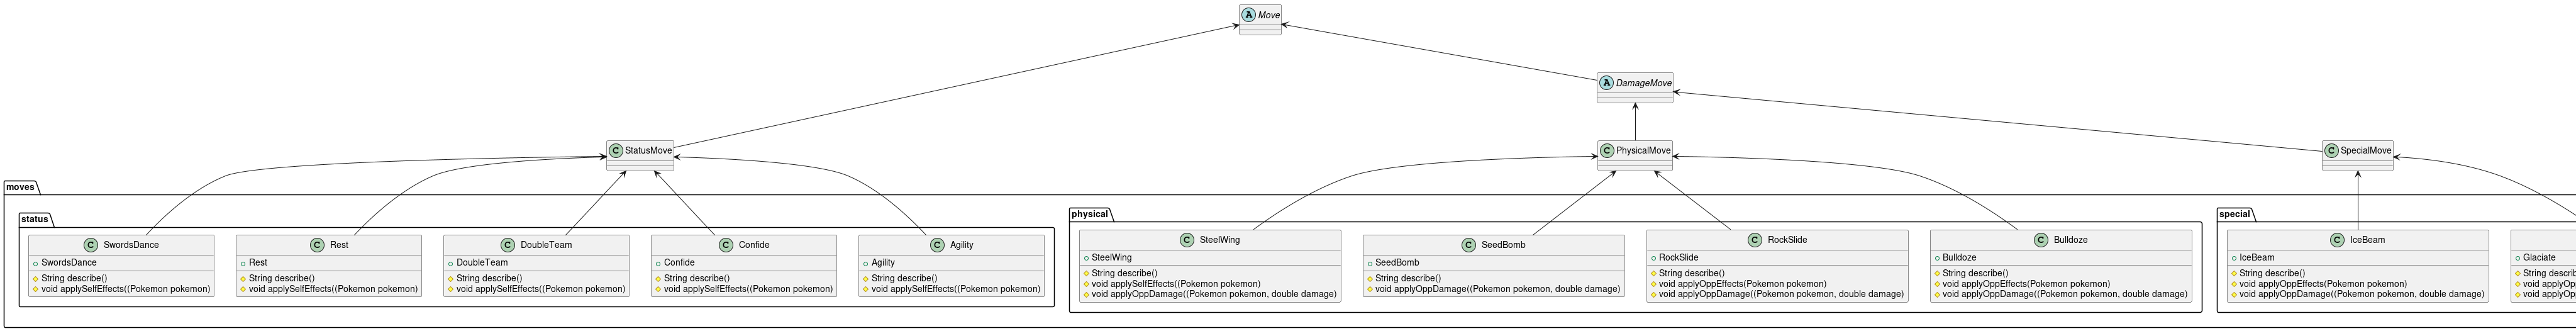 A Move
A DamageMove
C StatusMove
C PhysicalMove
C SpecialMove
moves
status
C SwordsDance
SwordsDance
String describe()
void applySelfEffects((Pokemon pokemon)
C Rest
Rest
String describe()
void applySelfEffects((Pokemon pokemon)
C DoubleTeam
DoubleTeam
String describe()
void applySelfEffects((Pokemon pokemon)
C Confide
Confide
String describe()
void applySelfEffects((Pokemon pokemon)
C Agility
Agility
String describe()
void applySelfEffects((Pokemon pokemon)
physical
C SteelWing
SteelWing
String describe()
void applySelfEffects((Pokemon pokemon)
void applyOppDamage((Pokemon pokemon, double damage)
C SeedBomb
SeedBomb
String describe()
void applyOppDamage((Pokemon pokemon, double damage)
C RockSlide
RockSlide
String describe()
void applyOppEffects(Pokemon pokemon)
void applyOppDamage((Pokemon pokemon, double damage)
C Bulldoze
Bulldoze
String describe()
void applyOppEffects(Pokemon pokemon)
void applyOppDamage((Pokemon pokemon, double damage)
special
C IceBeam
IceBeam
String describe()
void applyOppEffects(Pokemon pokemon)
void applyOppDamage((Pokemon pokemon, double damage)
Glaciate
String
void
void